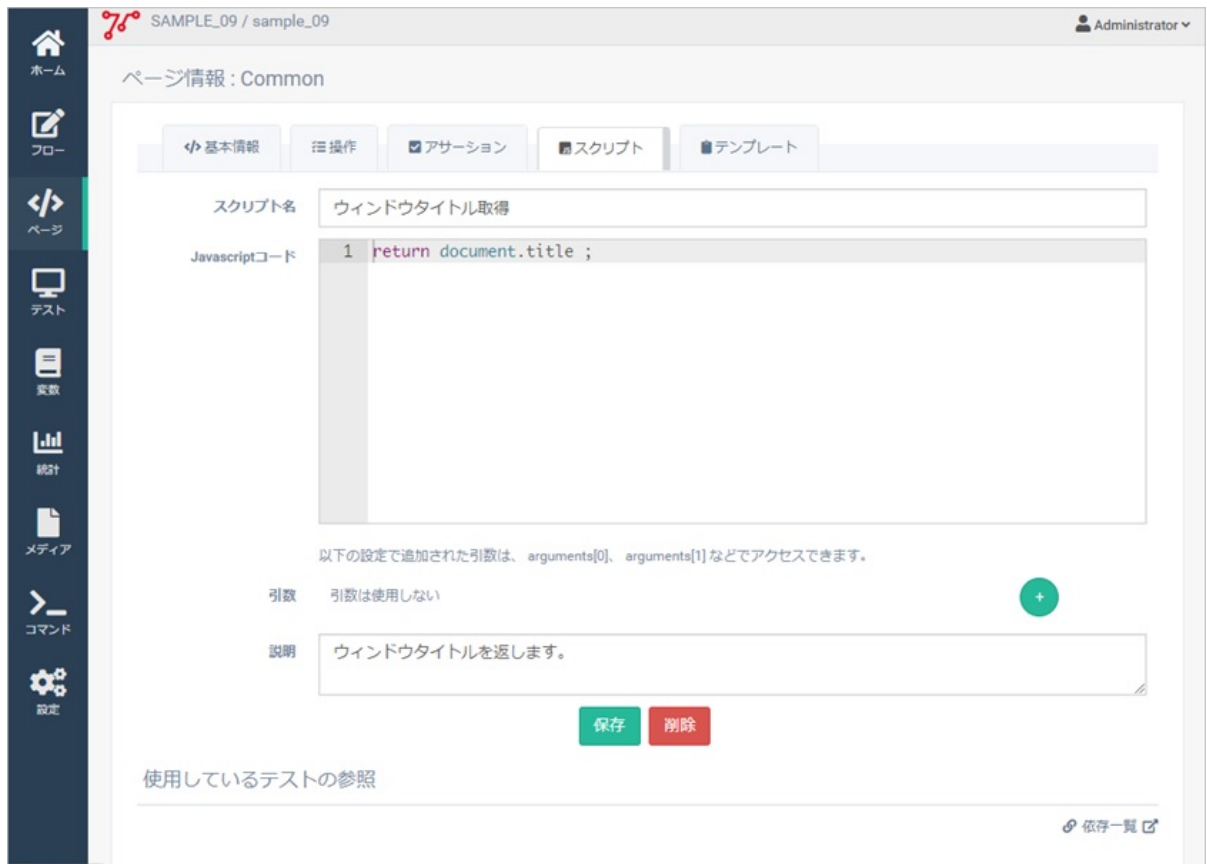 SAMPLE_09 / sample_09
Administrator
ホーム
フロー
ページ
テスト
変数
統計
メディア
コマンド
設定
ページ情報 : Common
基本情報
操作
アサーション
スクリプト
テンプレート
スクリプト名
ウィンドウタイトル取得
Javascriptコード
1 return document.title ;
以下の設定で追加された引数は、 arguments[0]、 arguments[1] などでアクセスできます。
引数
引数は使用しない
+
説明
ウィンドウタイトルを返します。
保存
削除
使用しているテストの参照
依存一覧